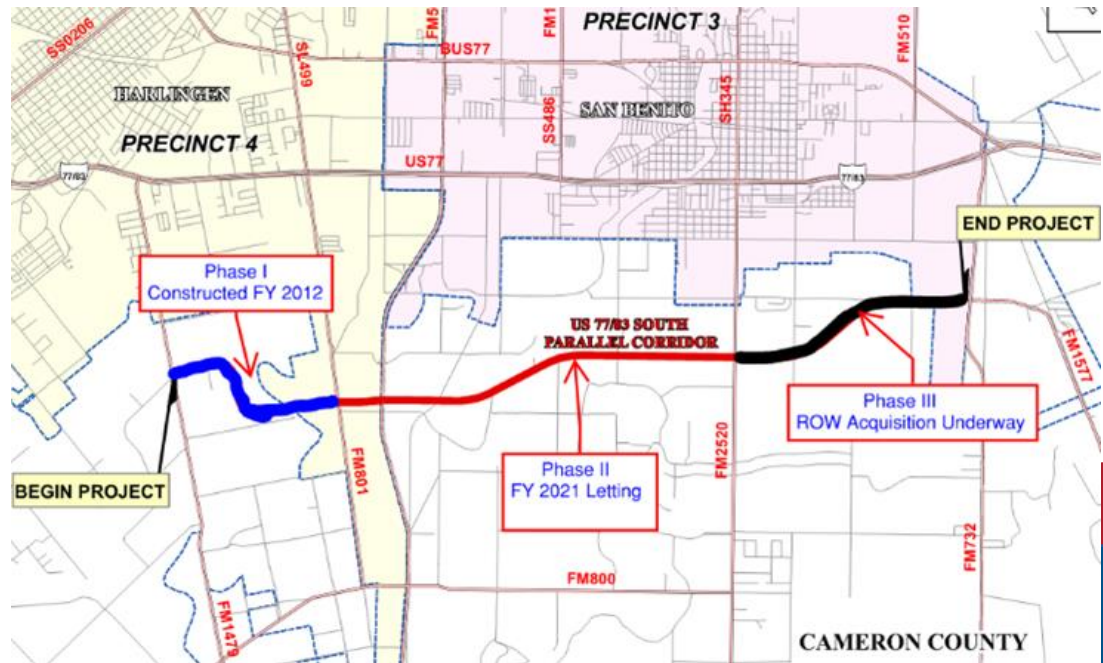 PRECINCT 3
SS0206
SL499
FM5
FM1
FM510
BUS77
HARLINGEN
SS486
SAN BENITO
SH345
PRECINCT 4
US77
77/83
77/83
END PROJECT
Phase I
Constructed FY 2012
US 77/83 SOUTH
PARALLEL CORRIDOR
FM1577
Phase III
ROW Acquisition Underway
BEGIN PROJECT
FM801
Phase II
FY 2021 Letting
FM2520
FM732
FM800
FM1479
CAMERON COUNTY